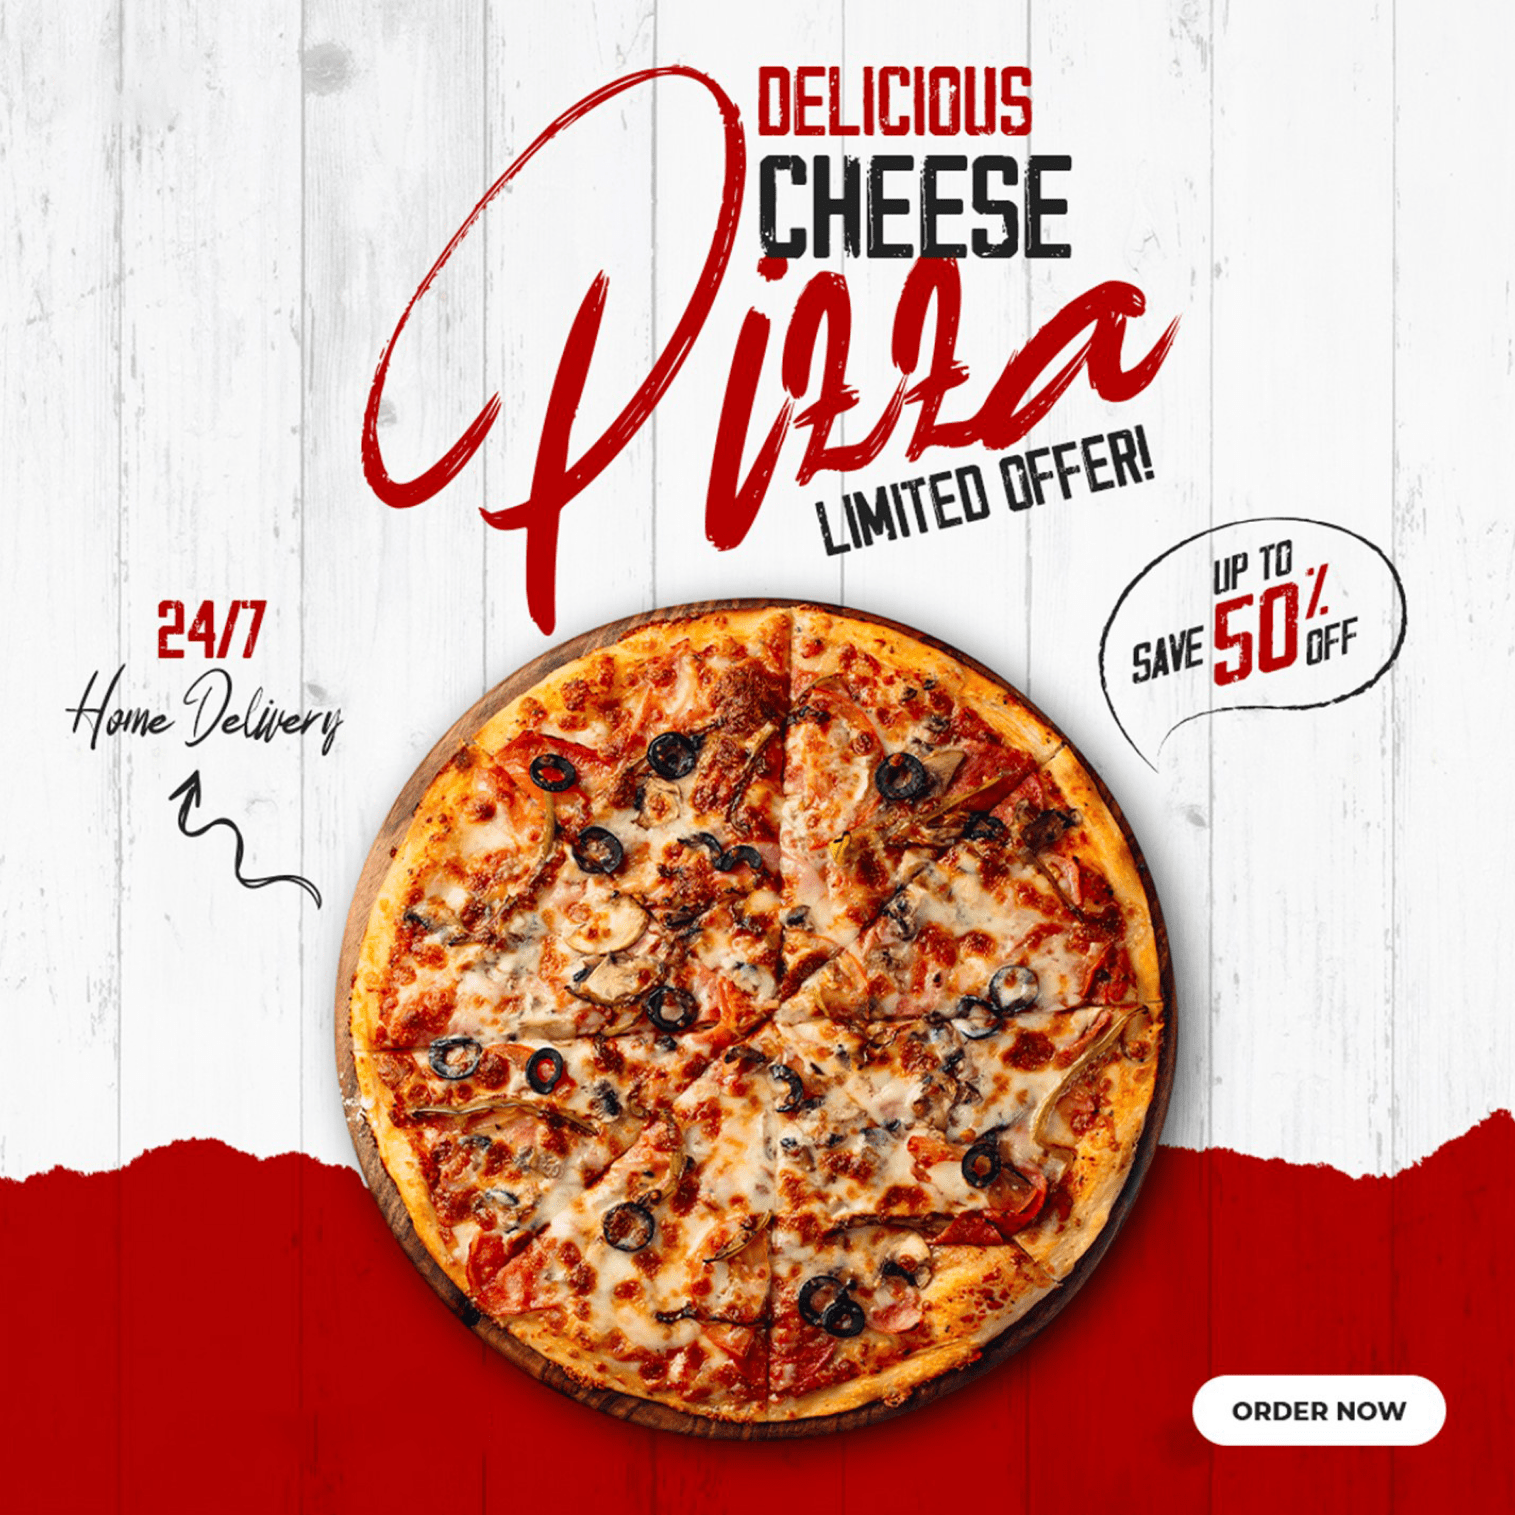 DELICIOUS
CHEESE
Pizza
LIMITED OFFER!
UP TO
SAVE 50% OFF
24/7
Home Delivery
ORDER NOW